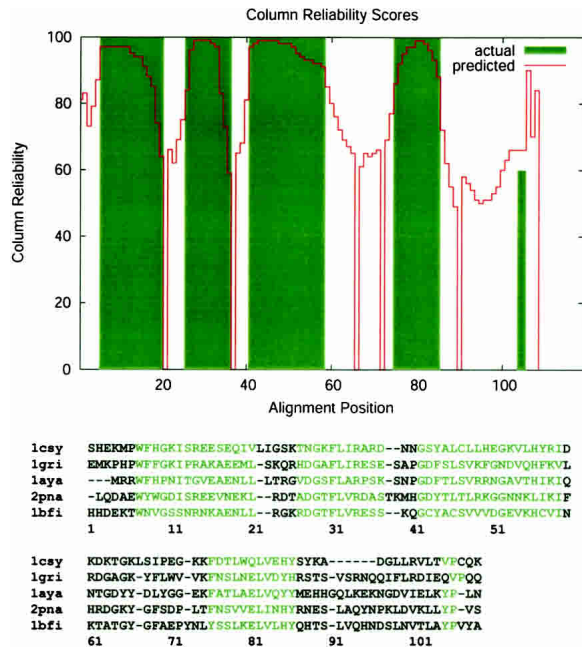 Column Reliability Scores
actual
predicted
100
80
60
40
20
0
Column Reliability
0 20 40 60 80 100
Alignment Position
1csy SHEKMPWFHGKISREESEQIVLIGSKTNGKFLIRARD--NNGSYALCLLHEGKVLHYRID
1gri EMKPHPWFFGKIPRAKAEEML-SKQRHDGAFLIRESE-SAPGDFSLSVKFGNDVQHFKVL
1aya ---MRRWFHPNITGVEAENLL-LTRGVDGSFLARPSK-SNPGDFTLSVRRNGAVTHIKIQ
2pna -LQDAEWYWGDISREEVNEKL-RDTADGTFLVRDASTKMHGDYTLTLRKGGNNKLIKIF
1bfi HHDEKTWNVGSSNRNKAENLL-RGKRDGTFLVRESS-KQGCYACSVVVDGEVKHCVIN
1 11 21 31 41 51
1csy KDKTGKLSIPEG-KKFDTLWQLVEHYSYKA------DGLLRVLTVPCQK
1gri RDGAGK-YFLWV-VKFNSLNELVDYHRSTS-VSRNQQIFLRDIEQVPQQ
1aya NTGDYY-DLYGG-EKFATLAELVQYYMEHHGQLKEKNGDVIELKYP-LN
2pna HRDGKY-GFSDP-LTFNSVVELINHYRNES-LAQYNPKLDVKLLYP-VS
1bfi KTATGY-GFAEPYNLYSSLKELVLHYQHTS-LVQHNDSLNVTLAYPVYA
61 71 81 91 101